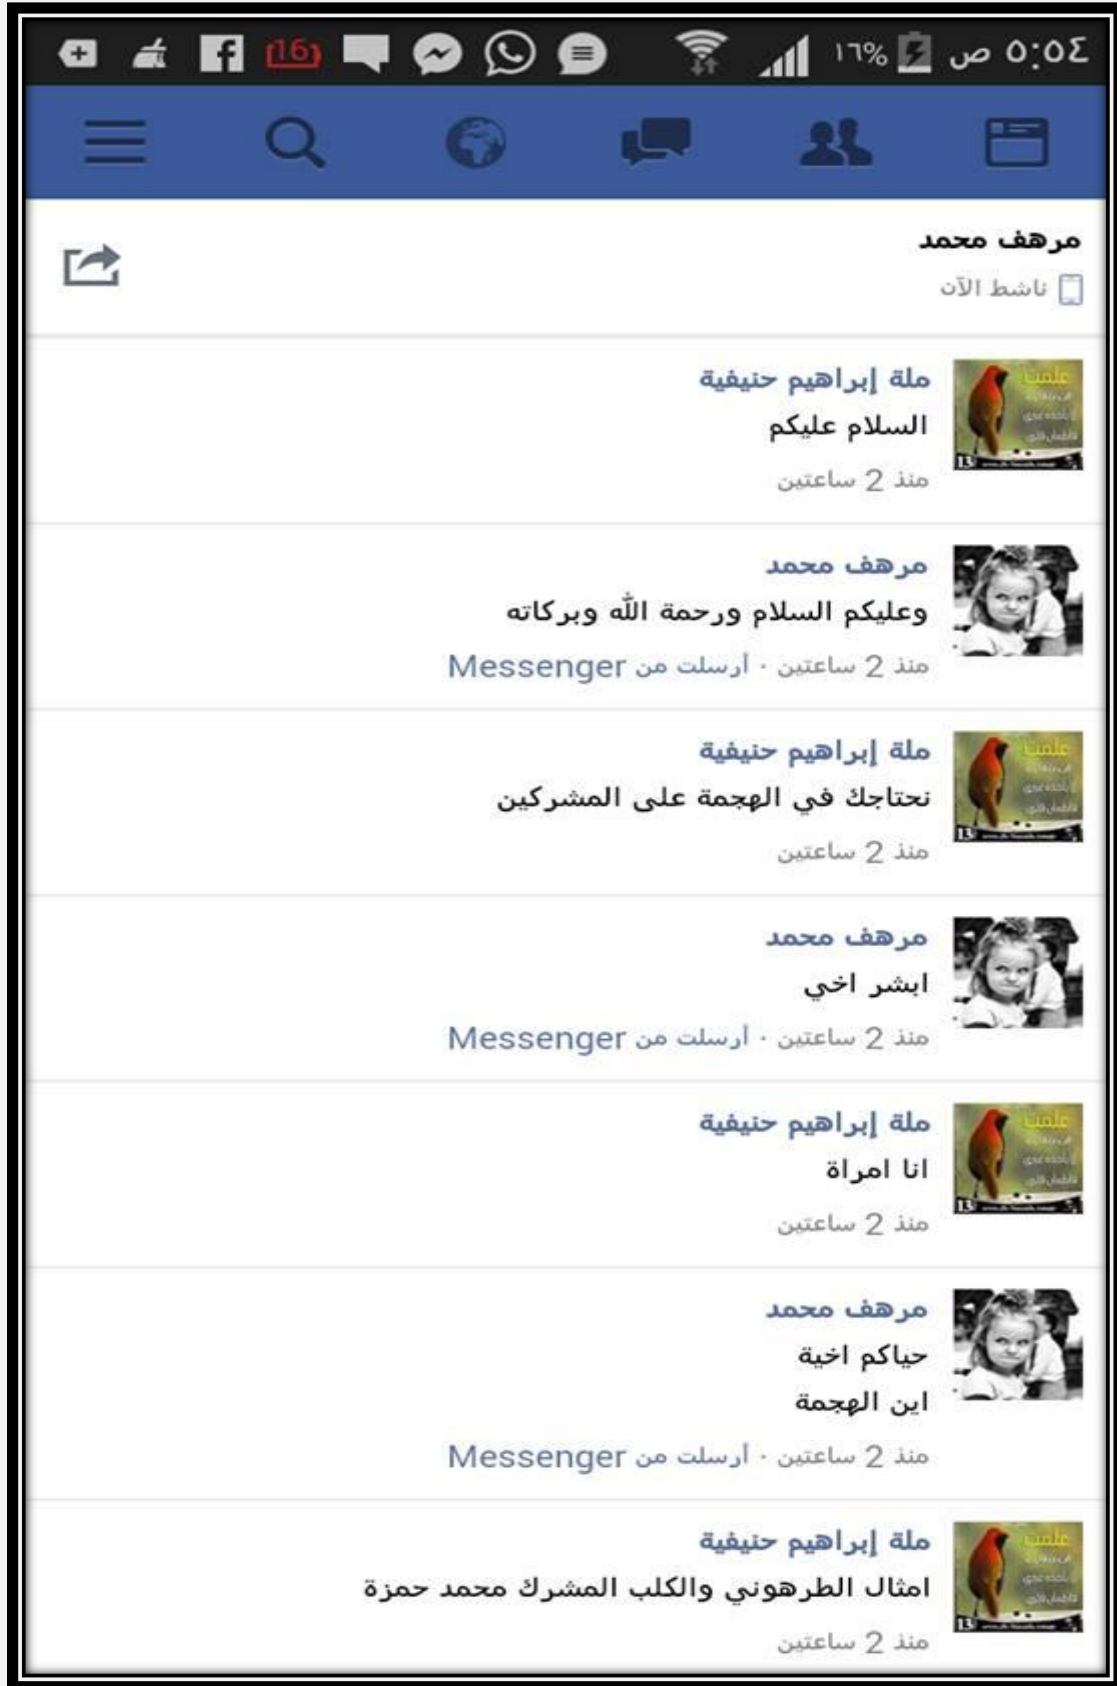 ٥:٥٤ ص ١٦% 16
مرهف محمد
ناشط الآن
ملة إبراهيم حنيفية
السلام عليكم
منذ 2 ساعتين
مرهف محمد
وعليكم السلام ورحمة الله وبركاته
منذ 2 ساعتين · أرسلت من Messenger
ملة إبراهيم حنيفية
نحتاجك في الهجمة على المشركين
منذ 2 ساعتين
مرهف محمد
ابشر اخي
منذ 2 ساعتين · أرسلت من Messenger
ملة إبراهيم حنيفية
انا امراة
منذ 2 ساعتين
مرهف محمد
حياكم اخية
اين الهجمة
منذ 2 ساعتين · أرسلت من Messenger
ملة إبراهيم حنيفية
امثال الطرهوني والكلب المشرك محمد حمزة
منذ 2 ساعتين